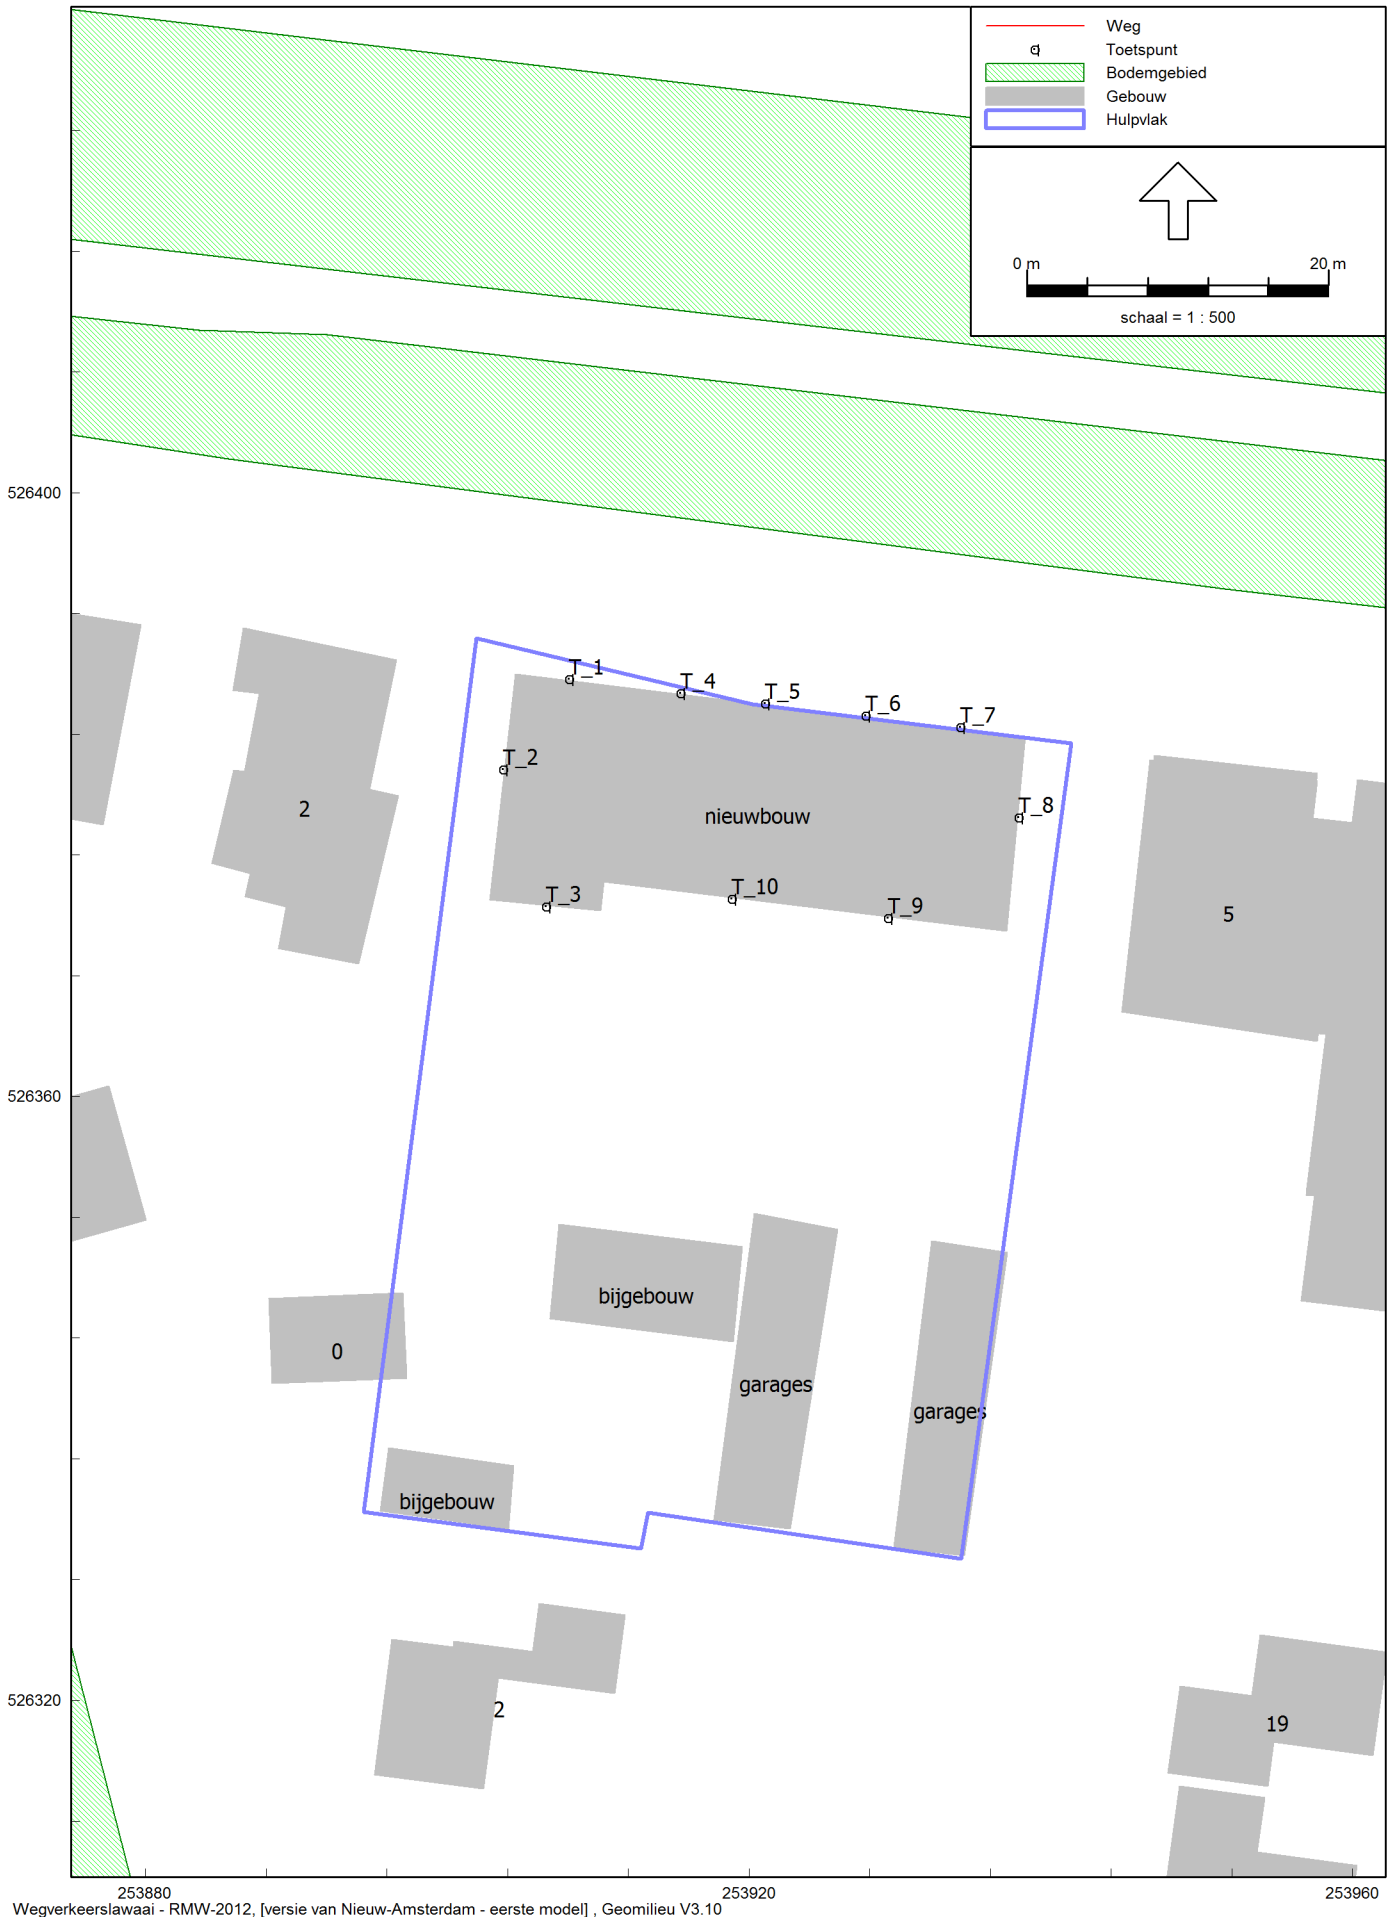 Weg
Toetspunt
Bodemgebied
Gebouw
Hulpvlak
0 m 20 m
schaal = 1 : 500
526400
T_1
T_4
T_5
T_6
T_7
T_2
T_8
2
nieuwbouw
T_3
T_10
T_9
5
526360
bijgebouw
0
garages
garages
bijgebouw
526320
2
19
253880 253920 253960
Wegverkeerslawaai - RMW-2012, [versie van Nieuw-Amsterdam - eerste model] , Geomilieu V3.10